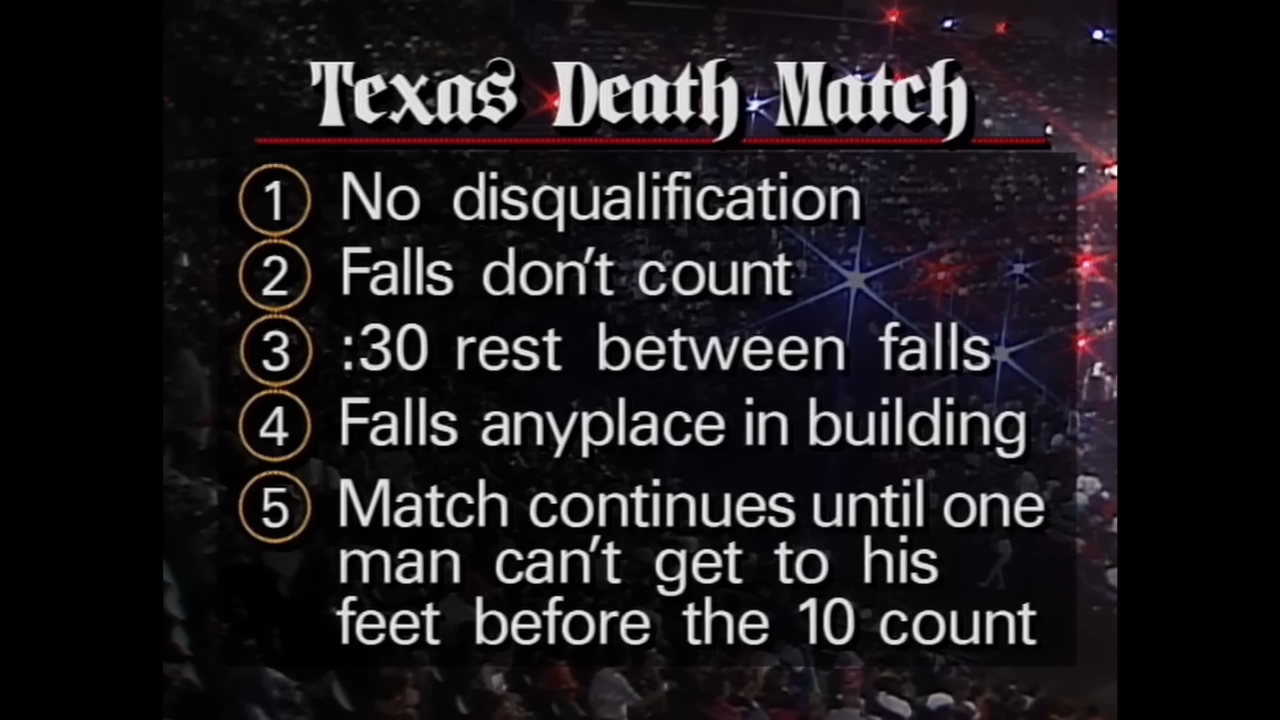 Texas Death Match
1 No disqualification
2 Falls don't count
3 :30 rest between falls
4 Falls anyplace in building
5 Match continues until one
man can't get to his
feet before the 10 count